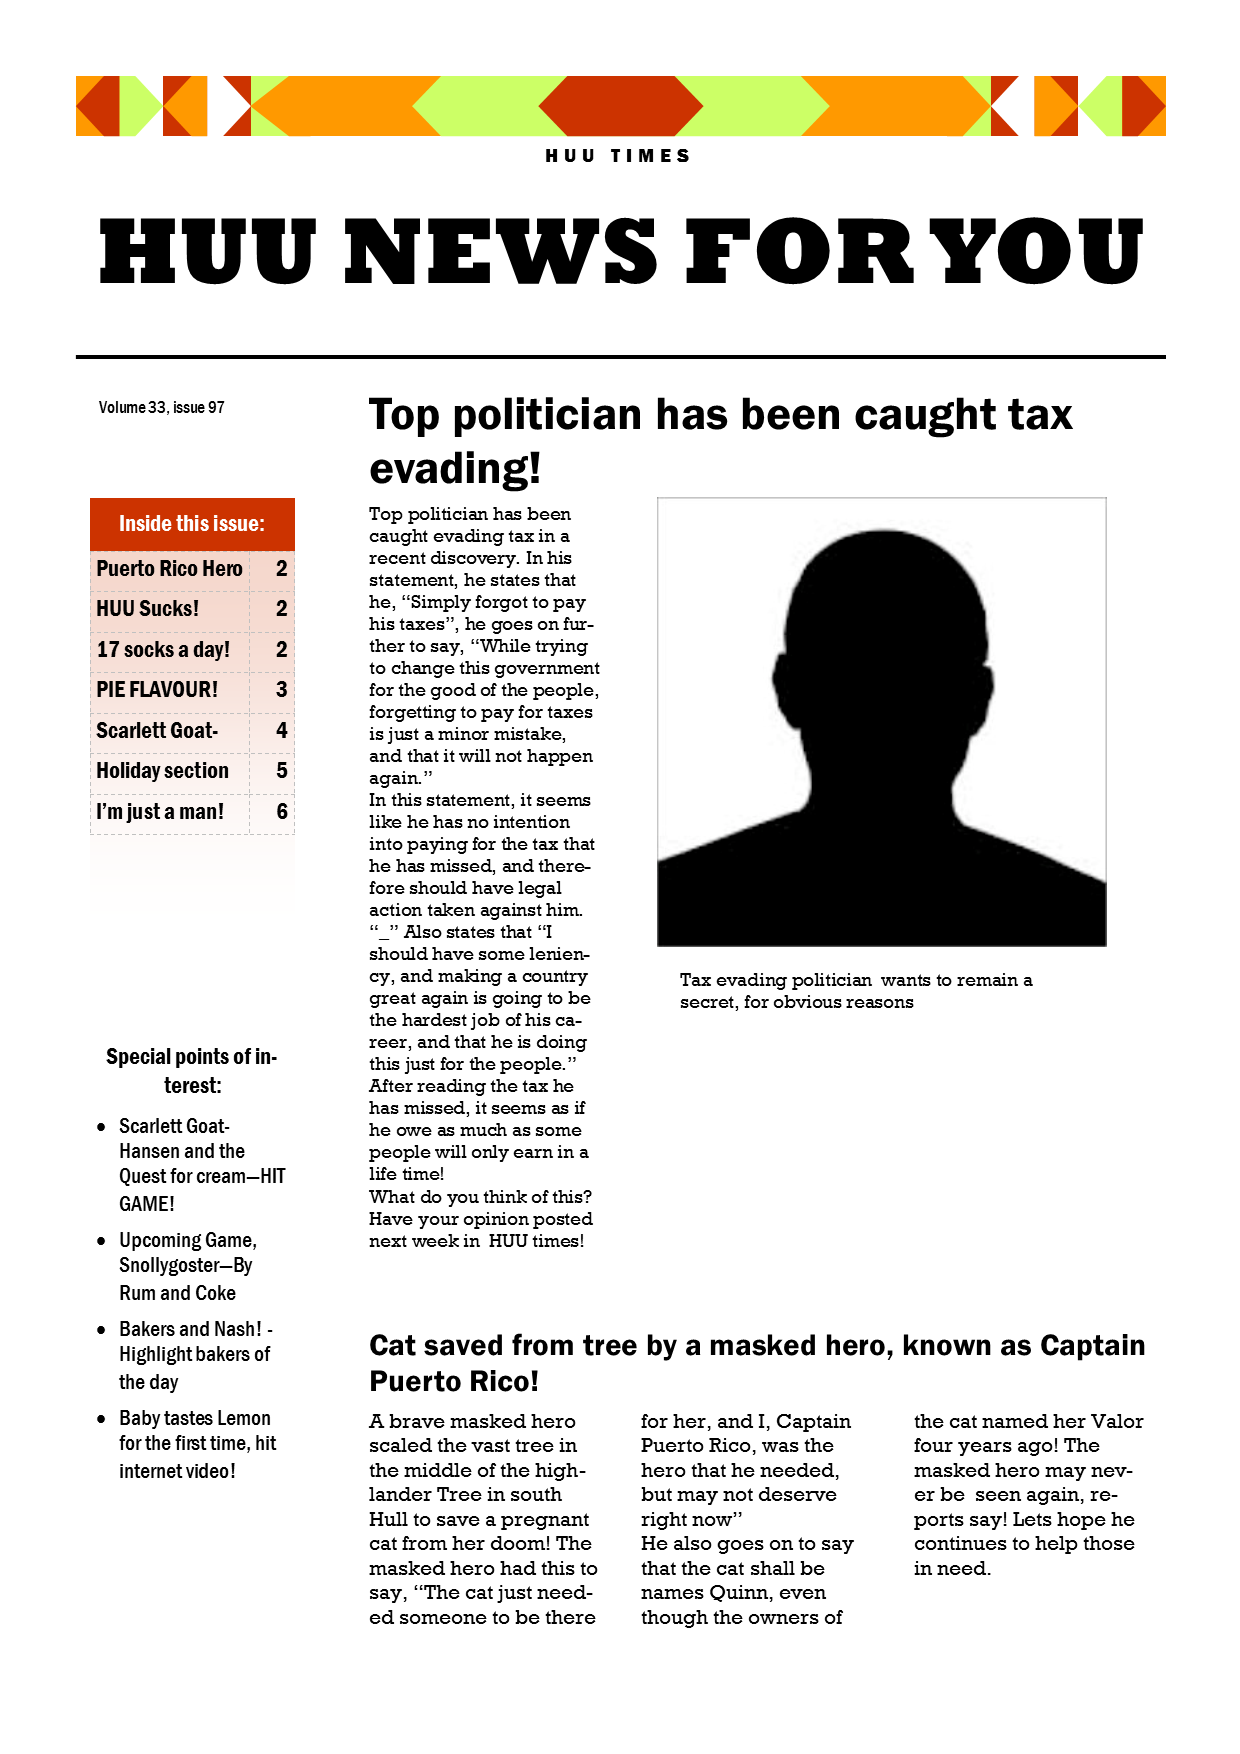 HUU TIMES
HUU NEWS FOR YOU
Volume 33, issue 97
Inside this issue:
Puerto Rico Hero 2
HUU Sucks! 2
17 socks a day! 2
PIE FLAVOUR! 3
Scarlett Goat- 4
Holiday section 5
I'm just a man! 6
Special points of in-
terest:
• Scarlett Goat-
Hansen and the
Quest for cream—HIT
GAME!
• Upcoming Game,
Snollygoster—By
Rum and Coke
• Bakers and Nash! -
Highlight bakers of
the day
• Baby tastes Lemon
for the first time, hit
internet video!
Top politician has been caught tax
evading!
Top politician has been
caught evading tax in a
recent discovery. In his
statement, he states that
he, “Simply forgot to pay
his taxes”, he goes on fur-
ther to say, “While trying
to change this government
for the good of the people,
forgetting to pay for taxes
is just a minor mistake,
and that it will not happen
again.”
In this statement, it seems
like he has no intention
into paying for the tax that
he has missed, and there-
fore should have legal
action taken against him.
“_” Also states that “I
should have some lenien-
cy, and making a country
great again is going to be
the hardest job of his ca-
reer, and that he is doing
this just for the people.”
After reading the tax he
has missed, it seems as if
he owe as much as some
people will only earn in a
life time!
What do you think of this?
Have your opinion posted
next week in HUU times!
Tax evading politician wants to remain a
secret, for obvious reasons
Cat saved from tree by a masked hero, known as Captain
Puerto Rico!
A brave masked hero
scaled the vast tree in
the middle of the high-
lander Tree in south
Hull to save a pregnant
cat from her doom! The
masked hero had this to
say, “The cat just need-
ed someone to be there
for her, and I, Captain
Puerto Rico, was the
hero that he needed,
but may not deserve
right now”
He also goes on to say
that the cat shall be
names Quinn, even
though the owners of
the cat named her Valor
four years ago! The
masked hero may nev-
er be seen again, re-
ports say! Lets hope he
continues to help those
in need.